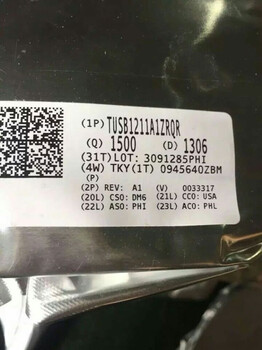 (1P) TUSB1211A1ZRQR
(Q) 1500 (D) 1306
(31T)LOT: 3091285PHI
(4W) TKY(1T) 0945640ZBM
(P)
(2P) REV: A1 (V) 0033317
(20L) CSO:DM6 (21L) CCO:USA
(22L) ASO:PHI (23L) ACO:PHL